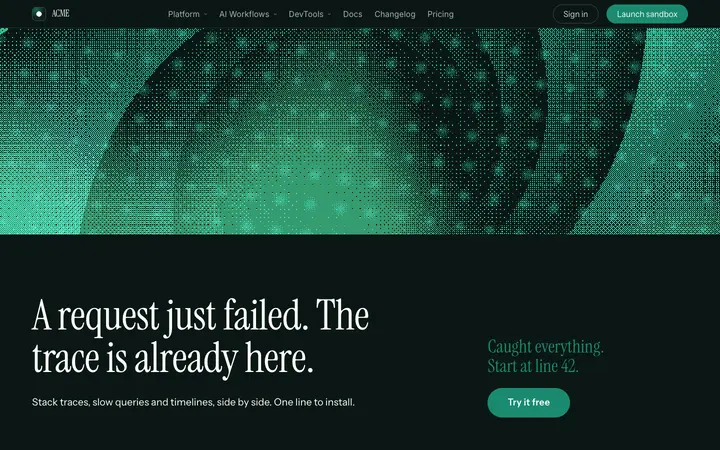 ACME
Platform
AI Workflows
DevTools
Docs
Changelog
Pricing
Sign in
Launch sandbox
A request just failed. The
trace is already here.
Stack traces, slow queries and timelines, side by side. One line to install.
Caught everything.
Start at line 42.
Try it free